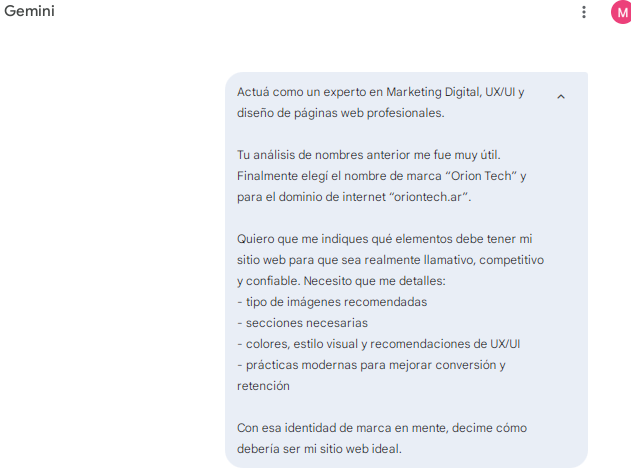 Gemini
M
Actuá como un experto en Marketing Digital, UX/UI y
diseño de páginas web profesionales.
Tu análisis de nombres anterior me fue muy útil.
Finalmente elegí el nombre de marca “Orion Tech” y
para el dominio de internet “oriontech.ar”.
Quiero que me indiques qué elementos debe tener mi
sitio web para que sea realmente llamativo, competitivo
y confiable. Necesito que me detalles:
- tipo de imágenes recomendadas
- secciones necesarias
- colores, estilo visual y recomendaciones de UX/UI
- prácticas modernas para mejorar conversión y
retención
Con esa identidad de marca en mente, decime cómo
debería ser mi sitio web ideal.